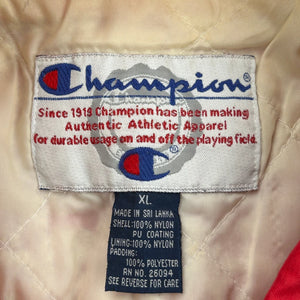 Champion®
Since 1919 Champion has been making
Authentic Athletic Apparel
for durable usage on and off the playing field.
XL
MADE IN SRI LANKA
SHELL: 100% NYLON
PU COATING
LINING: 100% NYLON
PADDING:
100% POLYESTER
RN NO. 26094
SEE REVERSE FOR CARE